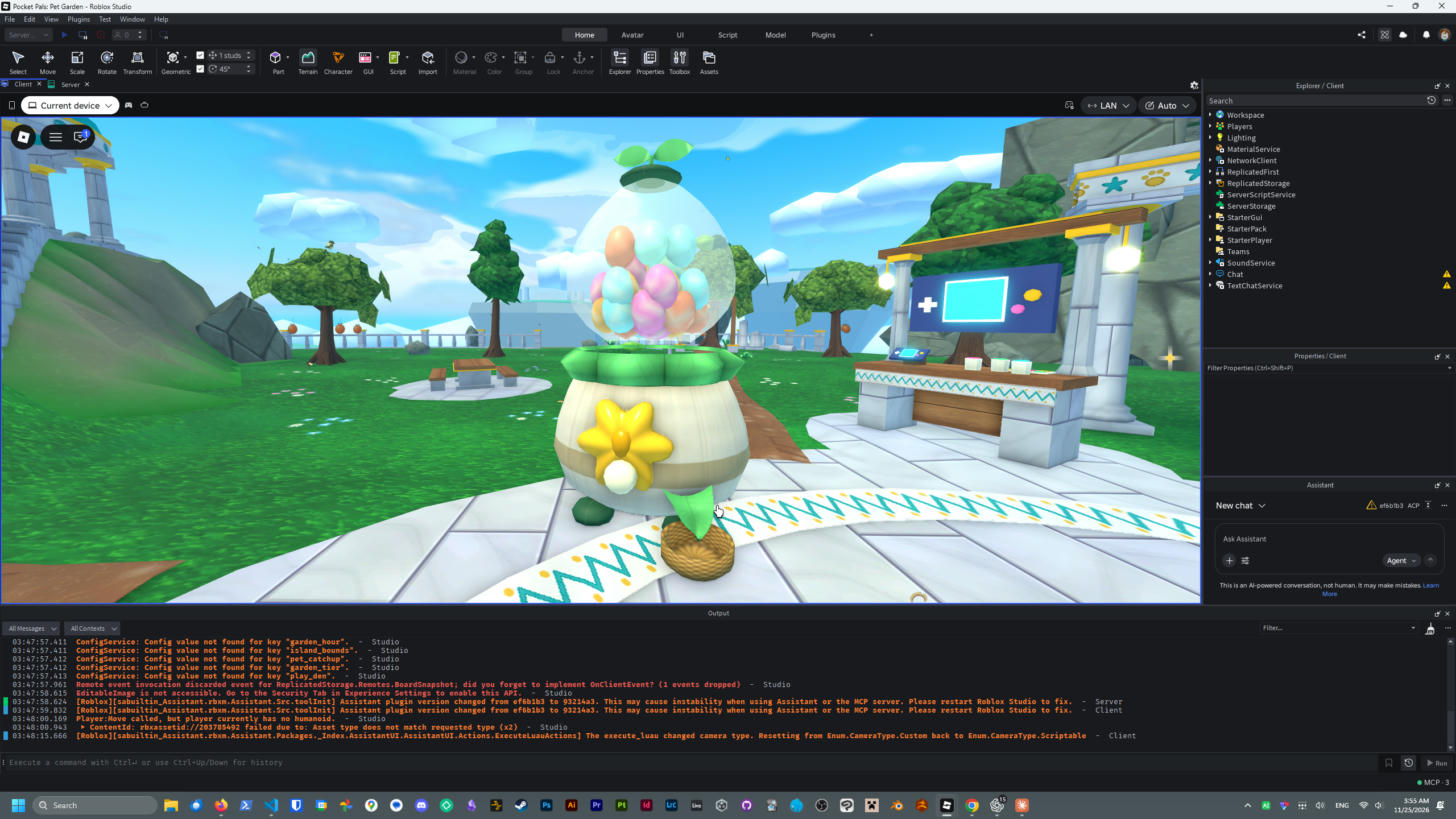 Pocket Pals: Pet Garden - Roblox Studio
File Edit View Plugins Test Window Help
Server... 0
Home Avatar UI Script Model Plugins +
1 studs
45°
Select Move Scale Rotate Transform Geometric Part Terrain Character GUI Script Import Material Color Group Lock Anchor Explorer Properties Toolbox Assets
Client Server
Current device
LAN Auto
1
Explorer / Client
Search
Workspace
Players
Lighting
MaterialService
NetworkClient
ReplicatedFirst
ReplicatedStorage
ServerScriptService
ServerStorage
StarterGui
StarterPack
StarterPlayer
Teams
SoundService
Chat
TextChatService
Properties / Client
Filter Properties (Ctrl+Shift+P)
Assistant
New chat ef6b1b3 ACP
Ask Assistant
Agent
This is an AI-powered conversation, not human. It may make mistakes. Learn
More
Output
All Messages All Contexts Filter...
03:47:57.411 ConfigService: Config value not found for key "garden_hour". - Studio
03:47:57.411 ConfigService: Config value not found for key "island_bounds". - Studio
03:47:57.412 ConfigService: Config value not found for key "pet_catchup". - Studio
03:47:57.412 ConfigService: Config value not found for key "garden_tier". - Studio
03:47:57.413 ConfigService: Config value not found for key "play_den". - Studio
03:47:57.961 Remote event invocation discarded event for ReplicatedStorage.Remotes.BoardSnapshot; did you forget to implement OnClientEvent? (1 events dropped) - Studio
03:47:58.615 EditableImage is not accessible. Go to the Security Tab in Experience Settings to enable this API. - Studio
03:47:58.624 [Roblox][sabuiltin_Assistant.rbxm.Assistant.Src.toolInit] Assistant plugin version changed from ef6b1b3 to 93214a3. This may cause instability when using Assistant or the MCP server. Please restart Roblox Studio to fix. - Server
03:47:59.832 [Roblox][sabuiltin_Assistant.rbxm.Assistant.Src.toolInit] Assistant plugin version changed from ef6b1b3 to 93214a3. This may cause instability when using Assistant or the MCP server. Please restart Roblox Studio to fix. - Client
03:48:00.169 Player:Move called, but player currently has no humanoid. - Studio
03:48:00.943 ContentId: rbxassetid://203785492 failed due to: Asset type does not match requested type (x2) - Studio
03:48:15.666 [Roblox][sabuiltin_Assistant.rbxm.Assistant.Packages._Index.AssistantUI.AssistantUI.Actions.ExecuteLuauActions] The execute_luau changed camera type. Resetting from Enum.CameraType.Custom back to Enum.CameraType.Scriptable - Client
Execute a command with Ctrl+↵ or use Ctrl+Up/Down for history
Run
MCP · 3
Search
Ps Ai Pr Pt Id Lrc Live
15
ENG
3:55 AM
11/25/2026